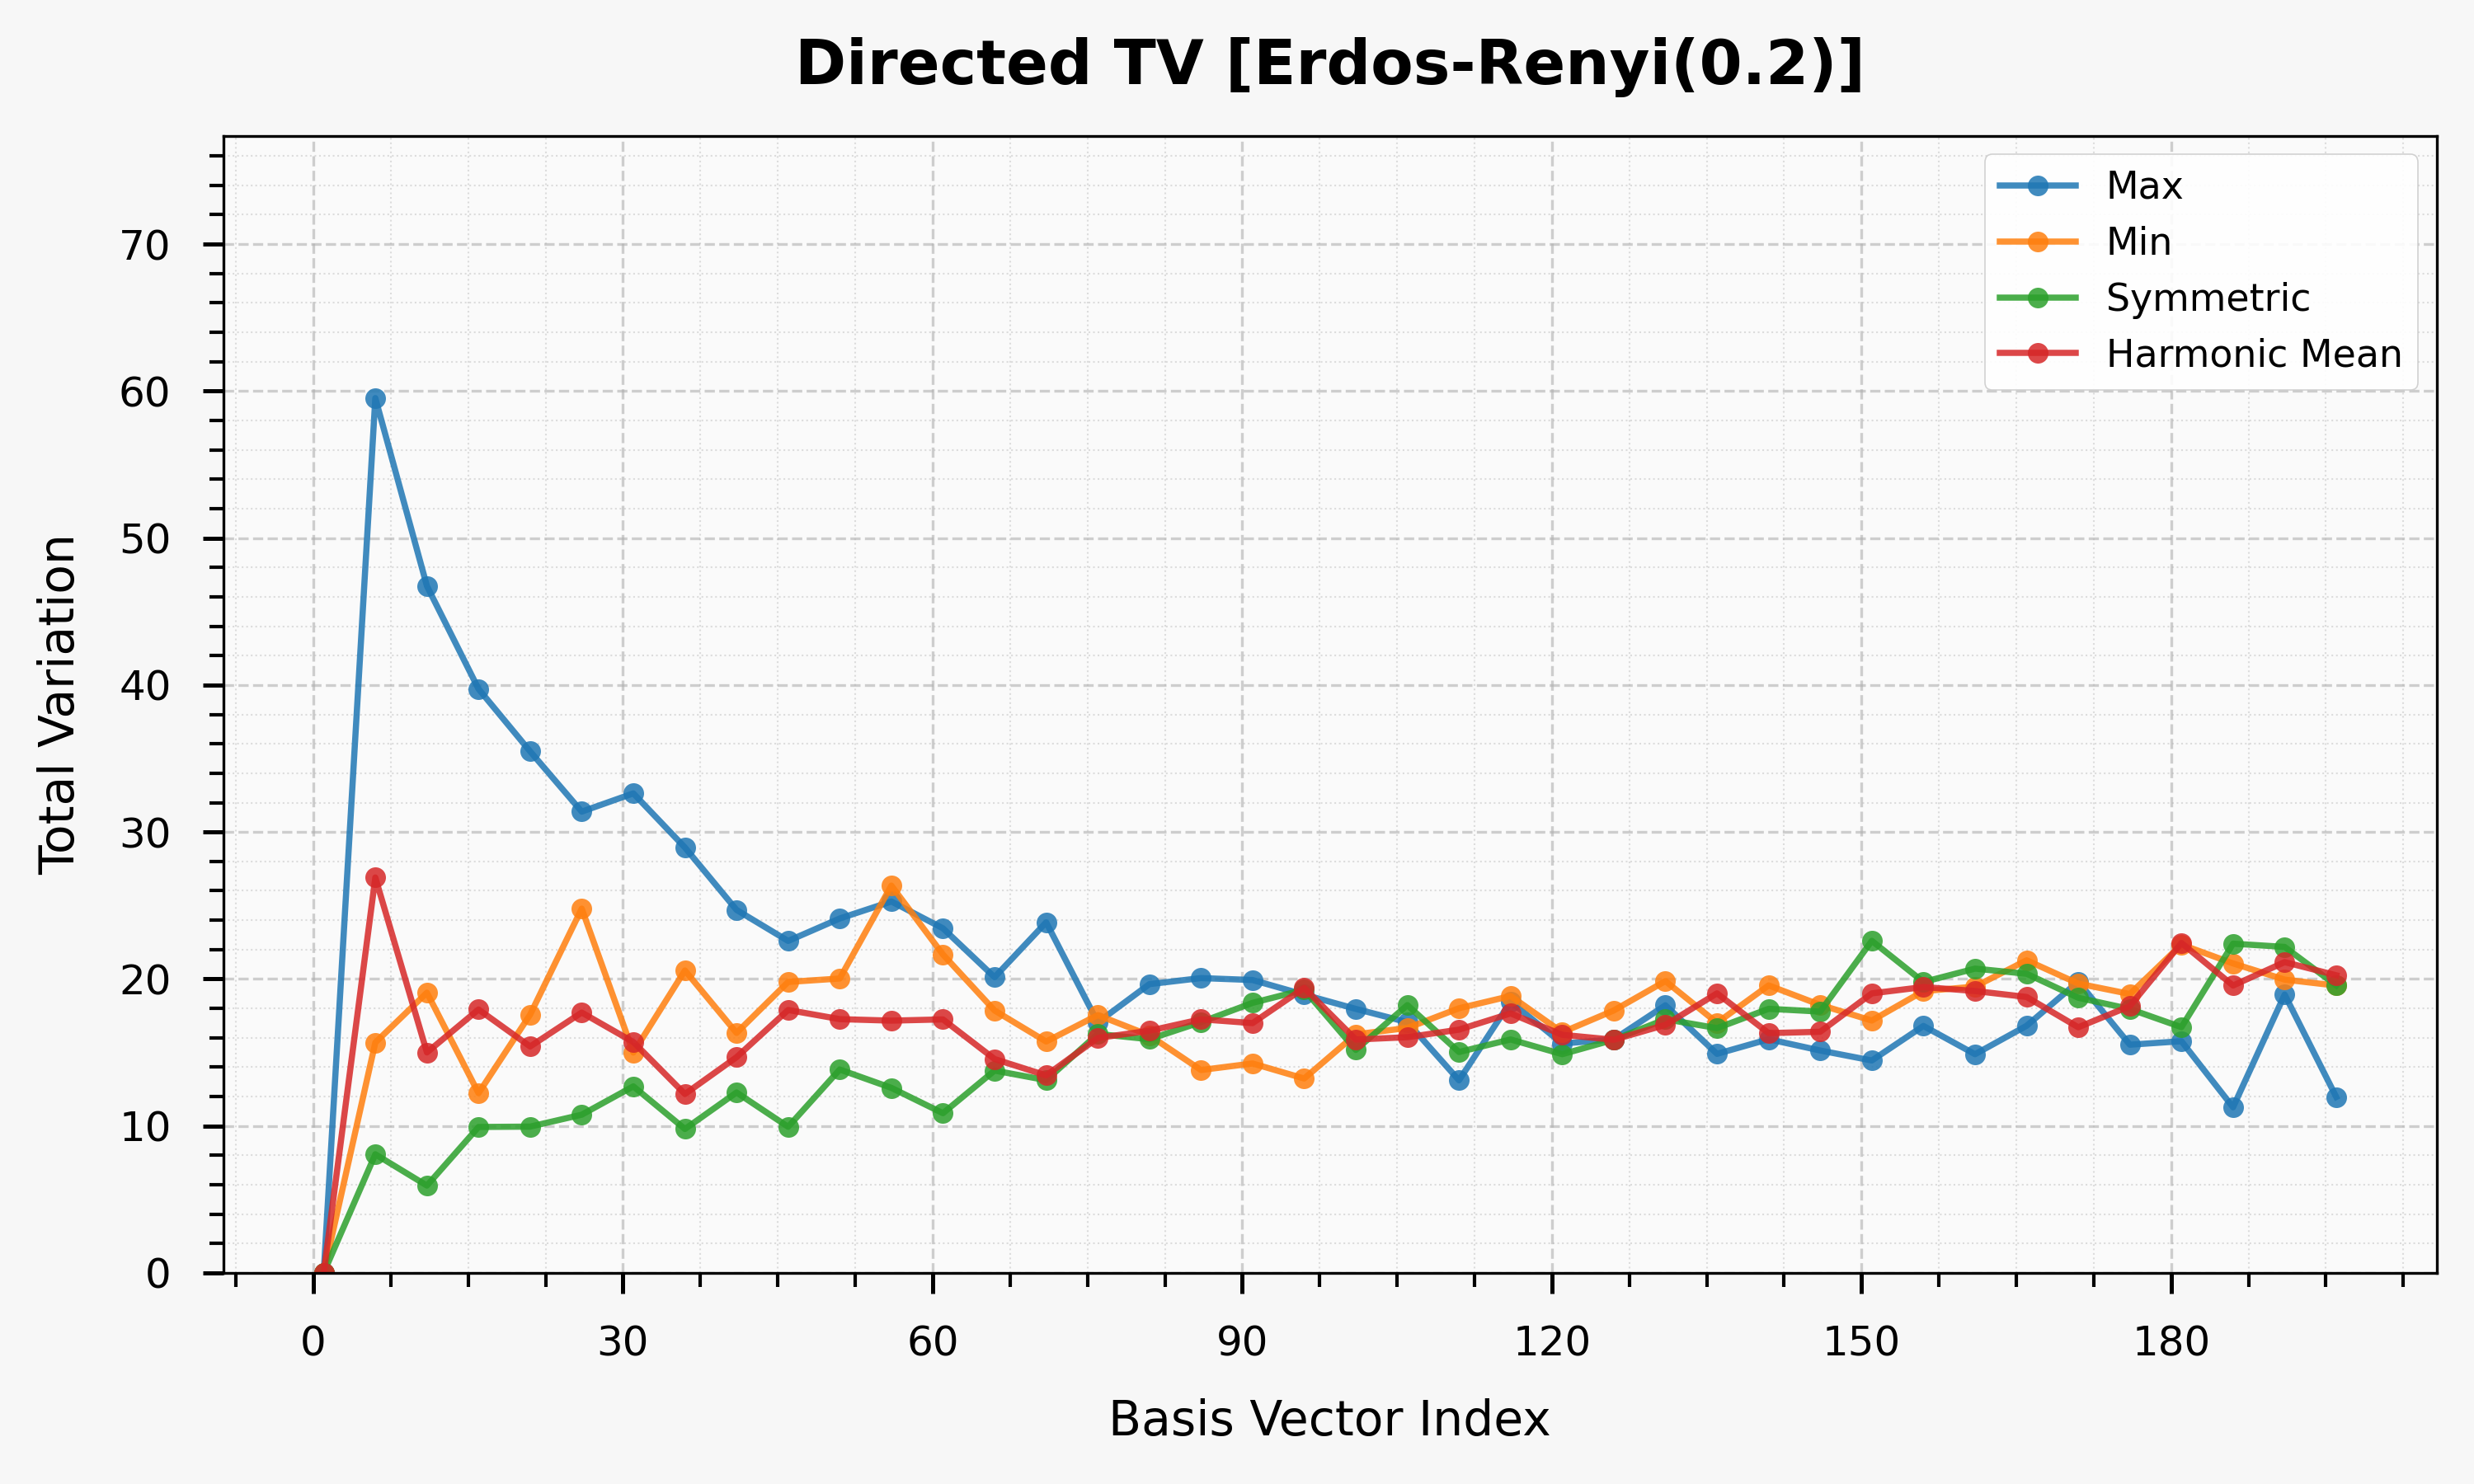 Directed TV [Erdos-Renyi(0.2)]
Max
Min
Symmetric
Harmonic Mean
Total Variation
70
60
50
40
30
20
10
0
0 30 60 90 120 150 180
Basis Vector Index